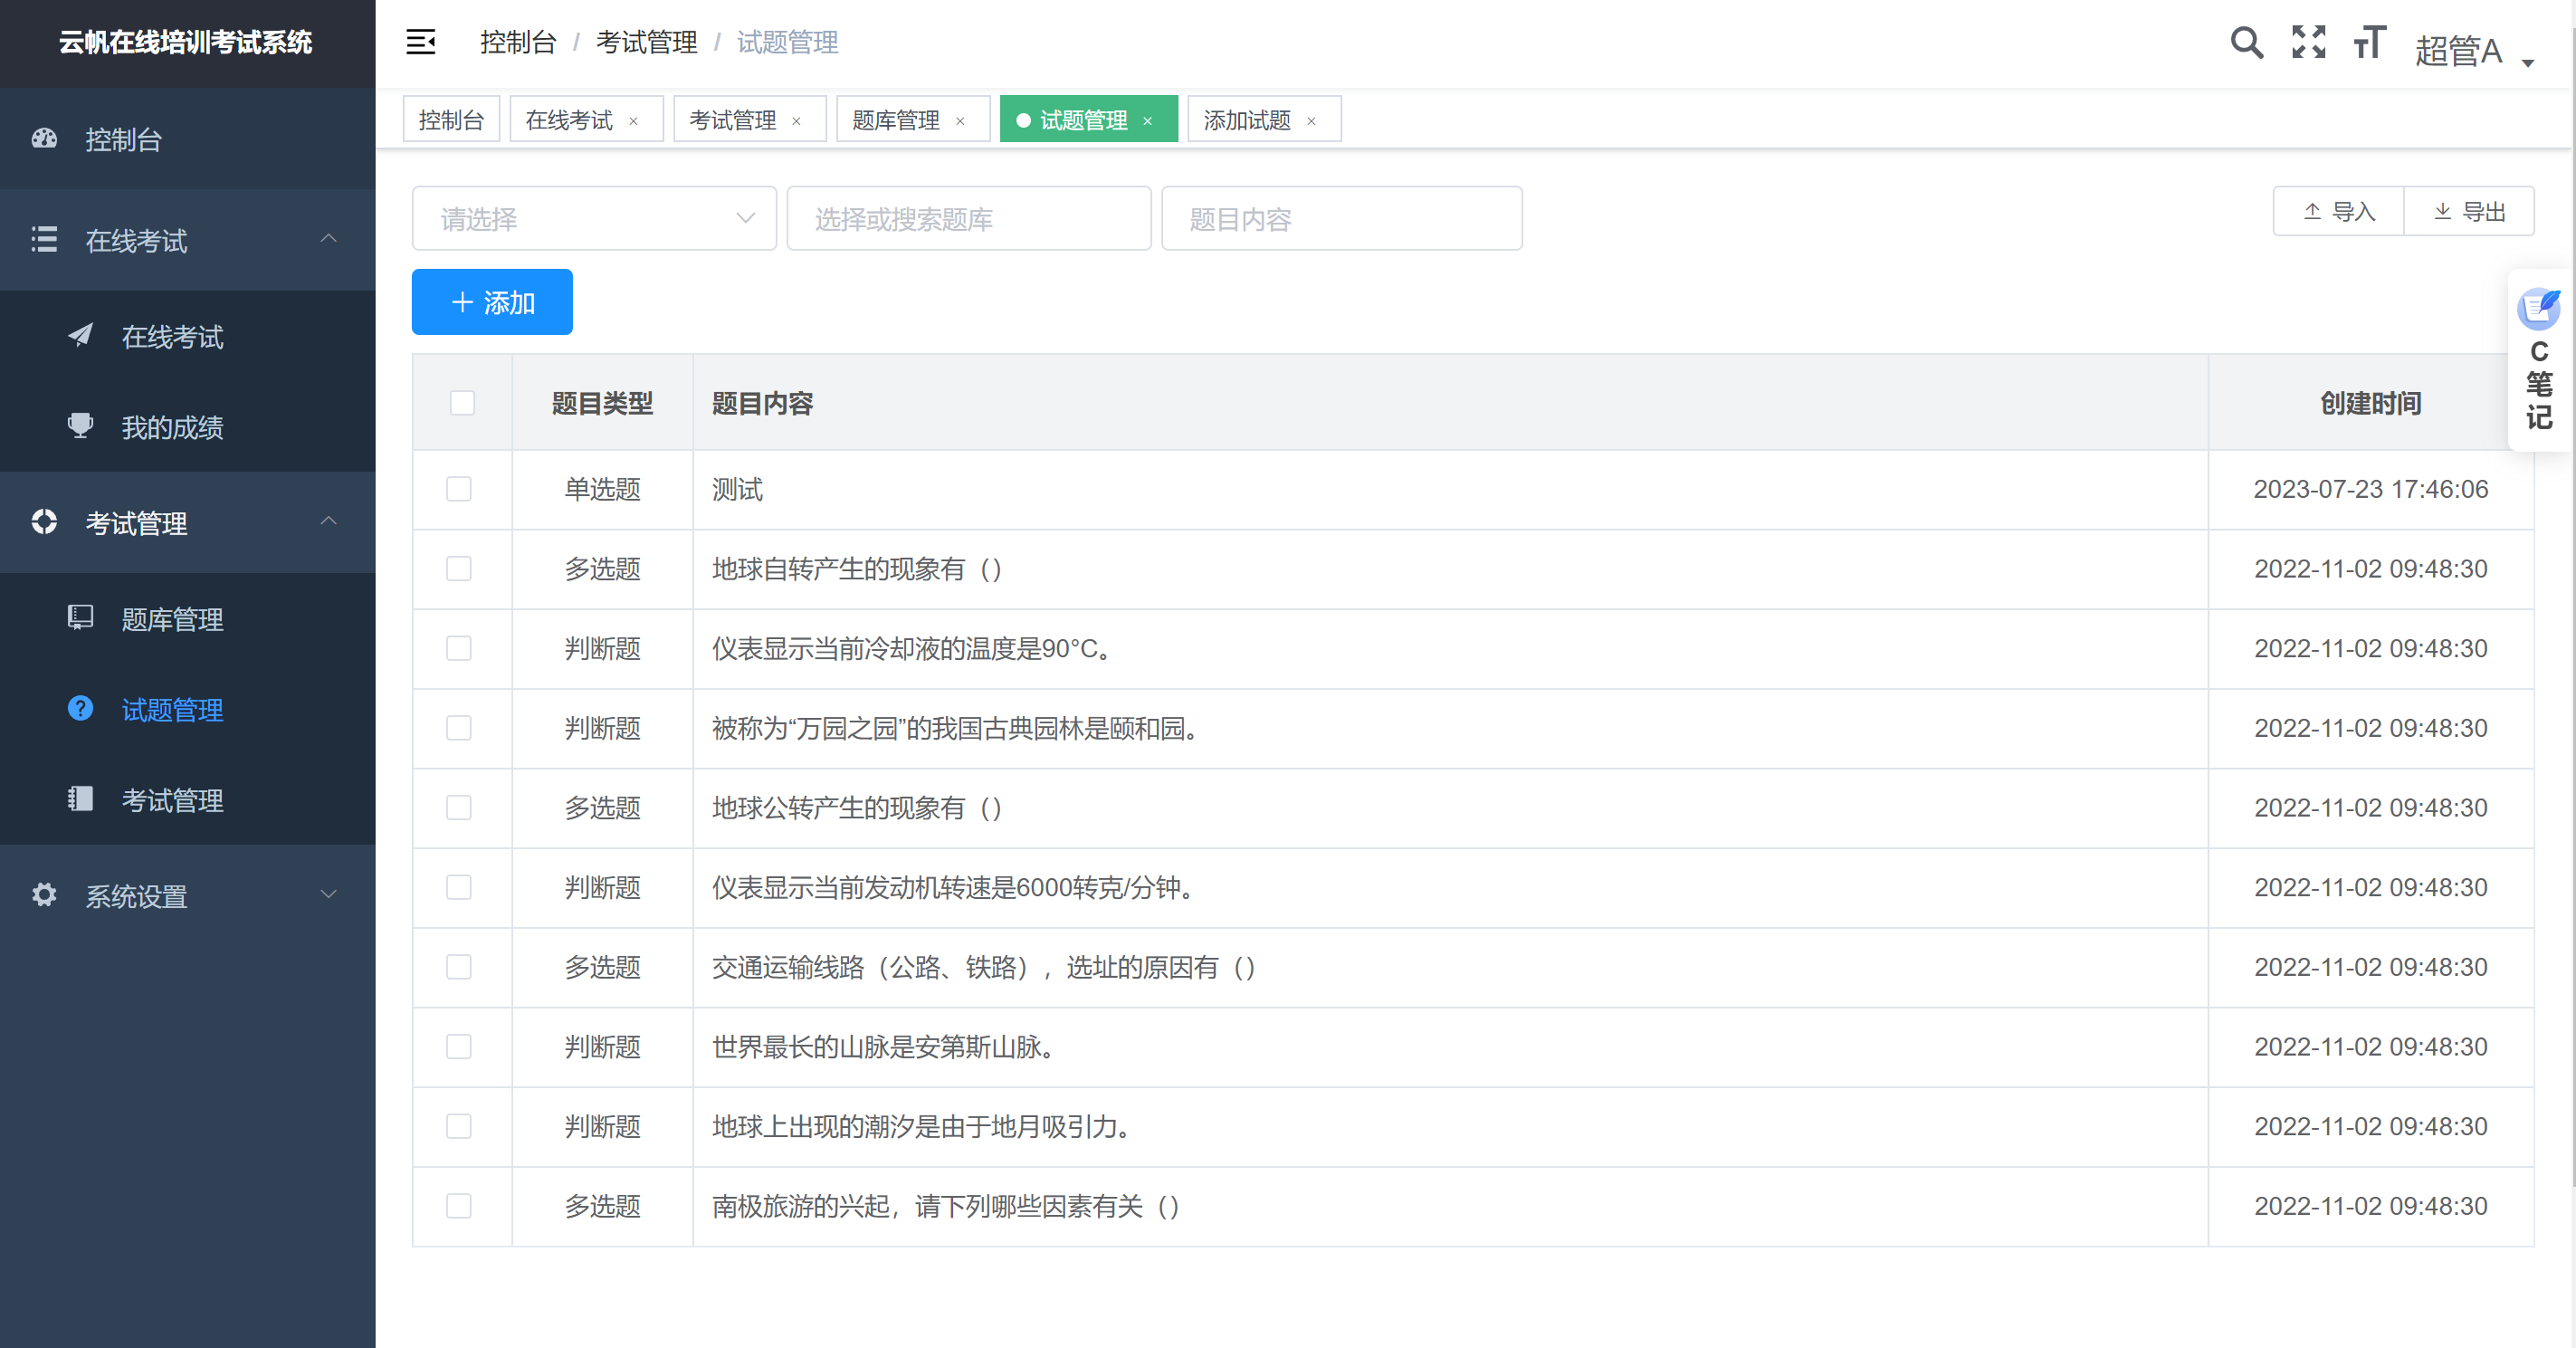 云帆在线培训考试系统
控制台 / 考试管理 / 试题管理
超管A
控制台
在线考试 ×
考试管理 ×
题库管理 ×
试题管理 ×
添加试题 ×
控制台
在线考试
在线考试
我的成绩
考试管理
题库管理
试题管理
考试管理
系统设置
请选择
选择或搜索题库
题目内容
导入
导出
添加
C
笔
记
题目类型 题目内容 创建时间
单选题 测试 2023-07-23 17:46:06
多选题 地球自转产生的现象有（） 2022-11-02 09:48:30
判断题 仪表显示当前冷却液的温度是90°C。 2022-11-02 09:48:30
判断题 被称为“万园之园”的我国古典园林是颐和园。 2022-11-02 09:48:30
多选题 地球公转产生的现象有（） 2022-11-02 09:48:30
判断题 仪表显示当前发动机转速是6000转克/分钟。 2022-11-02 09:48:30
多选题 交通运输线路（公路、铁路），选址的原因有（） 2022-11-02 09:48:30
判断题 世界最长的山脉是安第斯山脉。 2022-11-02 09:48:30
判断题 地球上出现的潮汐是由于地月吸引力。 2022-11-02 09:48:30
多选题 南极旅游的兴起，请下列哪些因素有关（） 2022-11-02 09:48:30